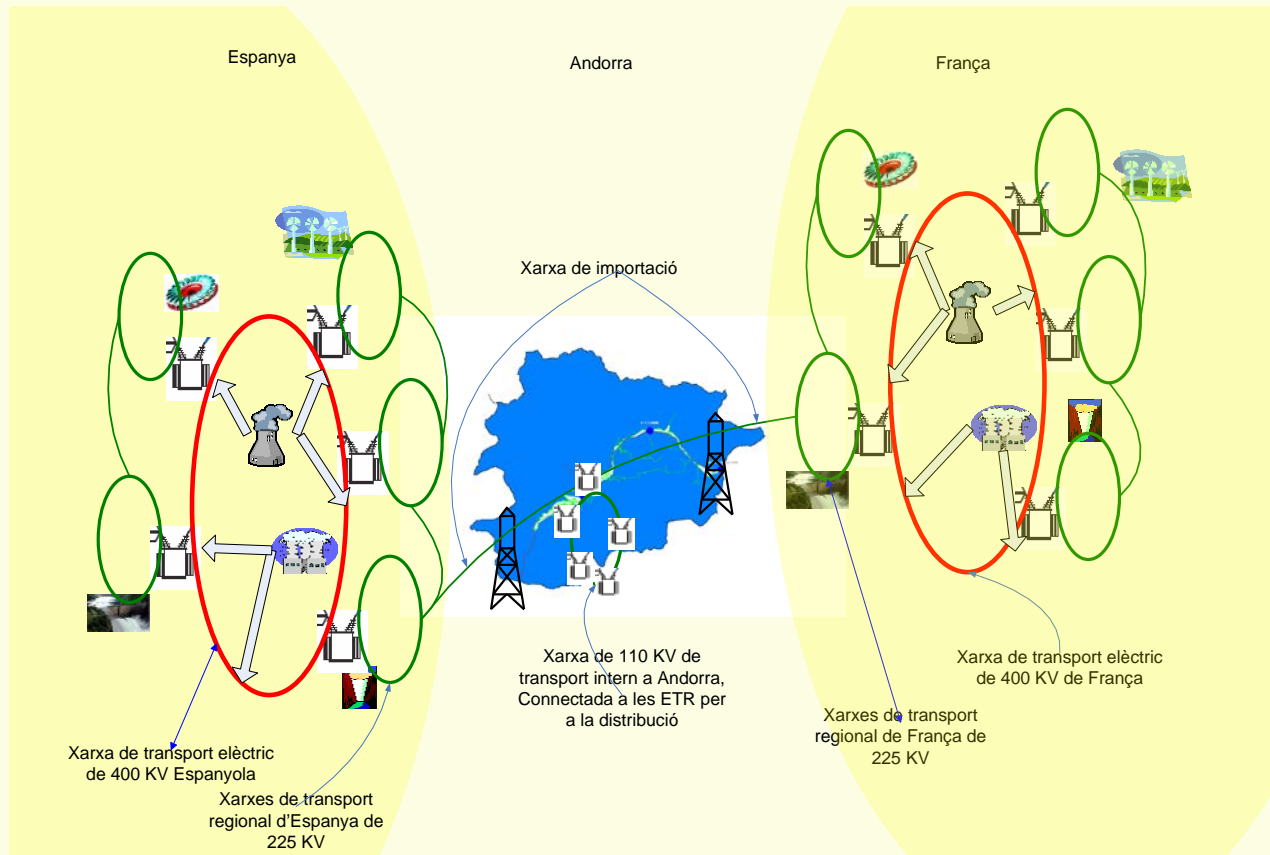 Espanya
Andorra
França
Xarxa de importació
Xarxa de 110 KV de
transport intern a Andorra,
Connectada a les ETR per
a la distribució
Xarxa de transport elèctric
de 400 KV de França
Xarxes de transport
regional de França de
225 KV
Xarxa de transport elèctric
de 400 KV Espanyola
Xarxes de transport
regional d'Espanya de
225 KV